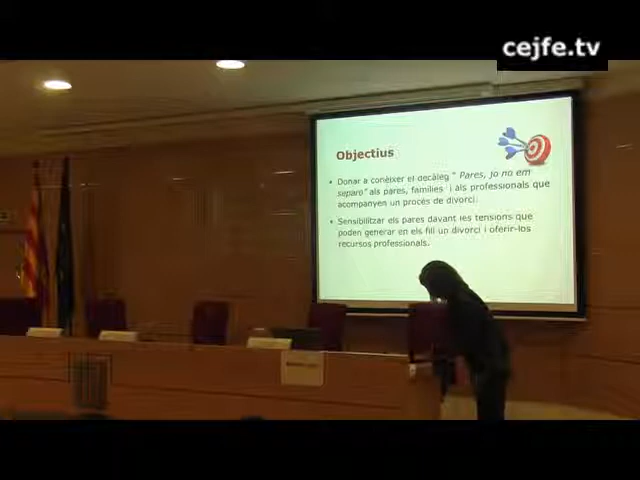 cejfe.tv
Objectius
• Donar a conèixer el decàleg " Pares, jo no em
separo" als pares, famílies i als professionals que
acompanyen un procés de divorci.
• Sensibilitzar els pares davant les tensions que
poden generar en els fill un divorci i oferir-los
recursos professionals.